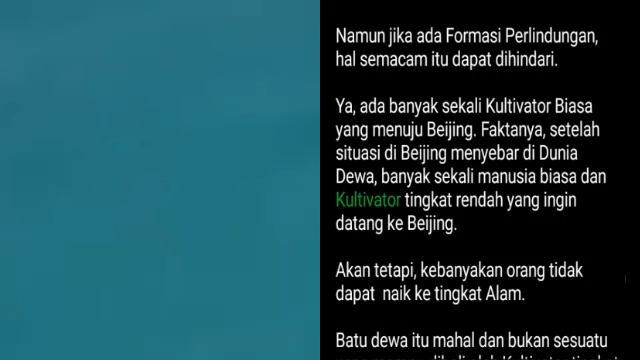 Namun jika ada Formasi Perlindungan,
hal semacam itu dapat dihindari.
Ya, ada banyak sekali Kultivator Biasa
yang menuju Beijing. Faktanya, setelah
situasi di Beijing menyebar di Dunia
Dewa, banyak sekali manusia biasa dan
Kultivator tingkat rendah yang ingin
datang ke Beijing.
Akan tetapi, kebanyakan orang tidak
dapat naik ke tingkat Alam.
Batu dewa itu mahal dan bukan sesuatu